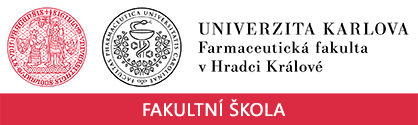 UNIVERZITA KARLOVA
Farmaceutická fakulta
v Hradci Králové
FAKULTNÍ ŠKOLA